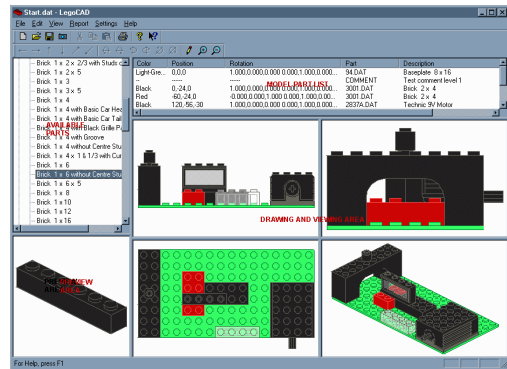 Start.dat - LegoCAD
File Edit View Report Settings Help
Brick 1 x 2 x 2/3 with Studs c
Brick 1 x 2 x 5
Brick 1 x 3
Brick 1 x 3 x 5
Brick 1 x 4
Brick 1 x 4 with Basic Car Hea
Brick 1 x 4 with Basic Car Tail
Brick 1 x 4 with Black Grille Pa
Brick 1 x 4 with Groove
Brick 1 x 4 without Centre Stu
Brick 1 x 4 x 1 & 1/3 with Cur
Brick 1 x 6
Brick 1 x 6 without Centre Stu
Brick 1 x 6 x 5
Brick 1 x 8
Brick 1 x 10
Brick 1 x 12
Brick 1 x 16
AVAILABLE
PARTS
Color Position Rotation Part Description
Light-Gre... 0,0,0 1.000,0.000,0.000 0.000,1.000,0.000... 94.DAT Baseplate 8 x 16
-- ----- ----- COMMENT Test comment level 1
Black 0,-24,0 1.000,0.000,0.000 0.000,1.000,0.00... 3001.DAT Brick 2 x 4
Red -60,-24,0 -0.000,0.000,1.000 0.000,1.000,0.00... 3001.DAT Brick 2 x 4
Black 120,-56,-30 1.000,0.000,0.000 0.000,1.000,0.000... 2837A.DAT Technic 9V Motor
MODEL PART LIST
DRAWING AND VIEWING AREA
PREVIEW
AREA
For Help, press F1